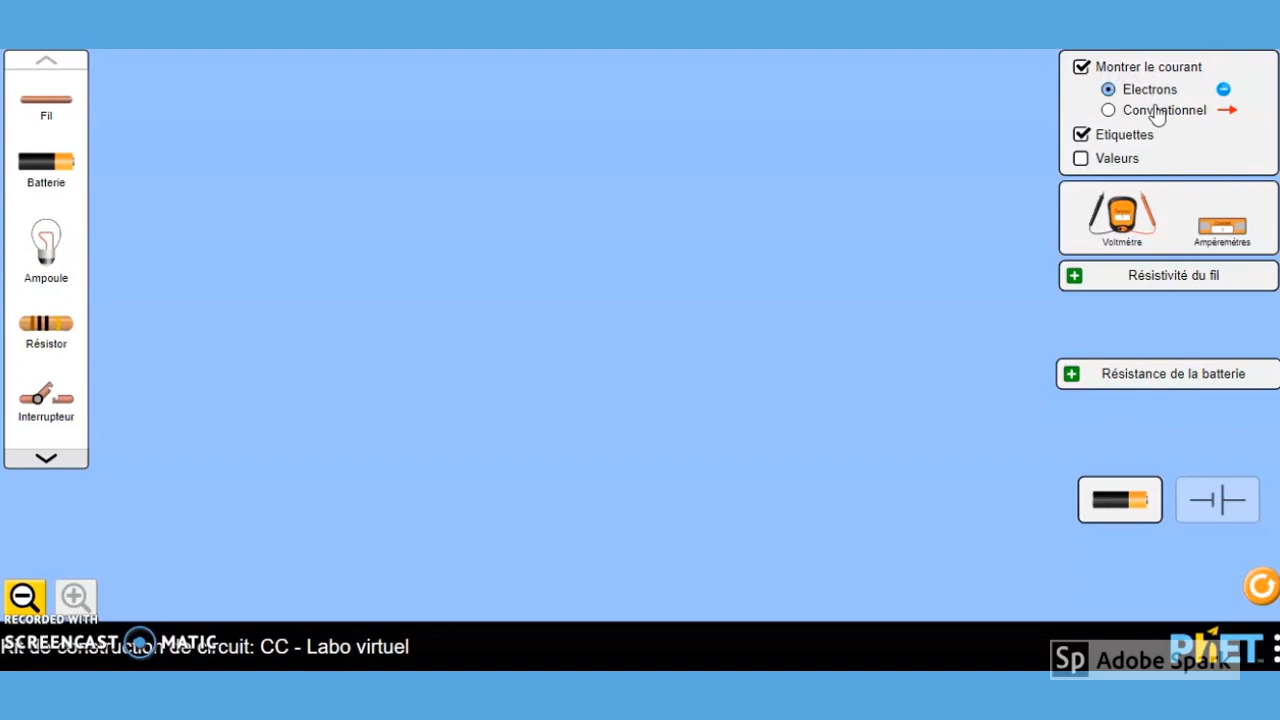 Fil
Batterie
Ampoule
Résistor
Interrupteur
Montrer le courant
Electrons
Conventionnel
Etiquettes
Valeurs
Voltmètre
Ampèremètres
Résistivité du fil
Résistance de la batterie
RECORDED WITH
SCREENCAST MATIC
Kit de construction de circuit: CC - Labo virtuel
PhET
Sp Adobe Spark